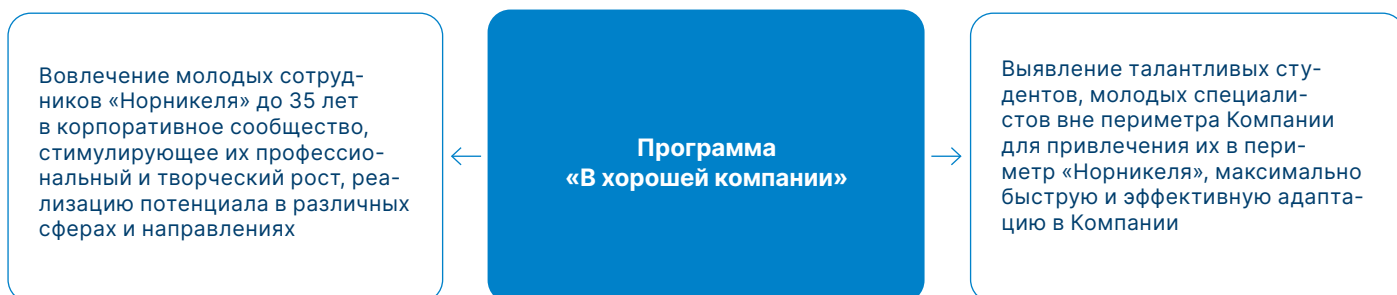 Вовлечение молодых сотруд-
ников «Норникеля» до 35 лет
в корпоративное сообщество,
стимулирующее их профессио-
нальный и творческий рост, реа-
лизацию потенциала в различных
сферах и направлениях
Программа
«В хорошей компании»
Выявление талантливых сту-
дентов, молодых специали-
стов вне периметра Компании
для привлечения их в пери-
метр «Норникеля», максимально
быструю и эффективную адапта-
цию в Компании